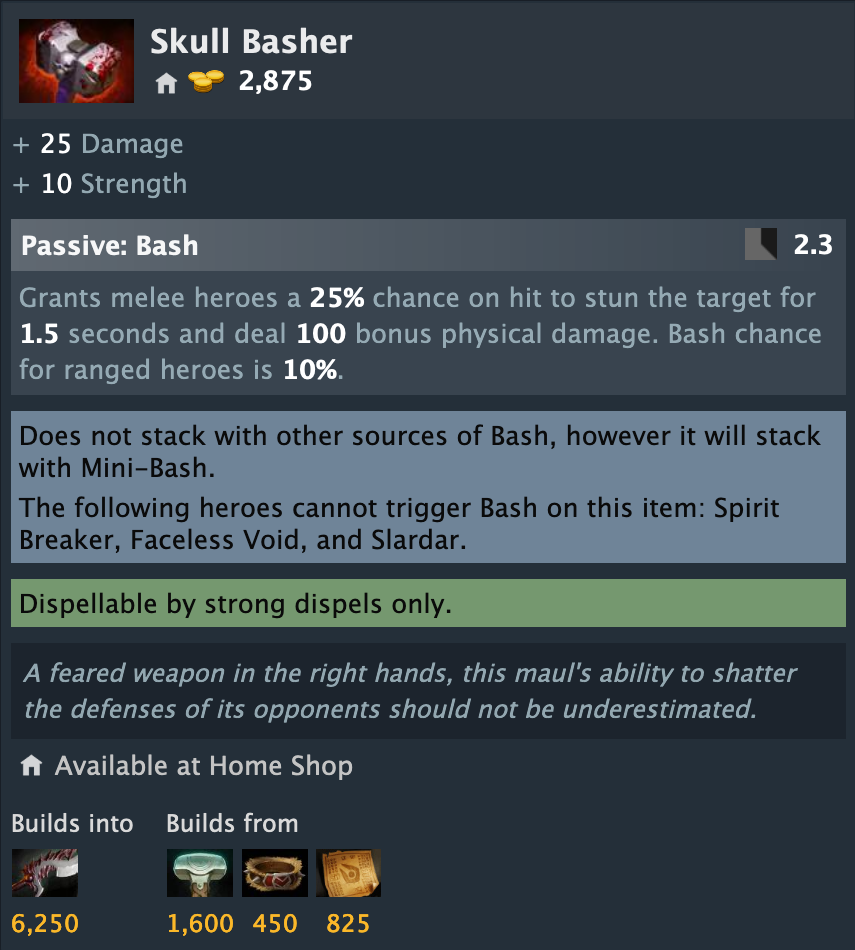 Skull Basher
2,875
+ 25 Damage
+ 10 Strength
Passive: Bash 2.3
Grants melee heroes a 25% chance on hit to stun the target for
1.5 seconds and deal 100 bonus physical damage. Bash chance
for ranged heroes is 10%.
Does not stack with other sources of Bash, however it will stack
with Mini-Bash.
The following heroes cannot trigger Bash on this item: Spirit
Breaker, Faceless Void, and Slardar.
Dispellable by strong dispels only.
A feared weapon in the right hands, this maul's ability to shatter
the defenses of its opponents should not be underestimated.
Available at Home Shop
Builds into Builds from
6,250 1,600 450 825